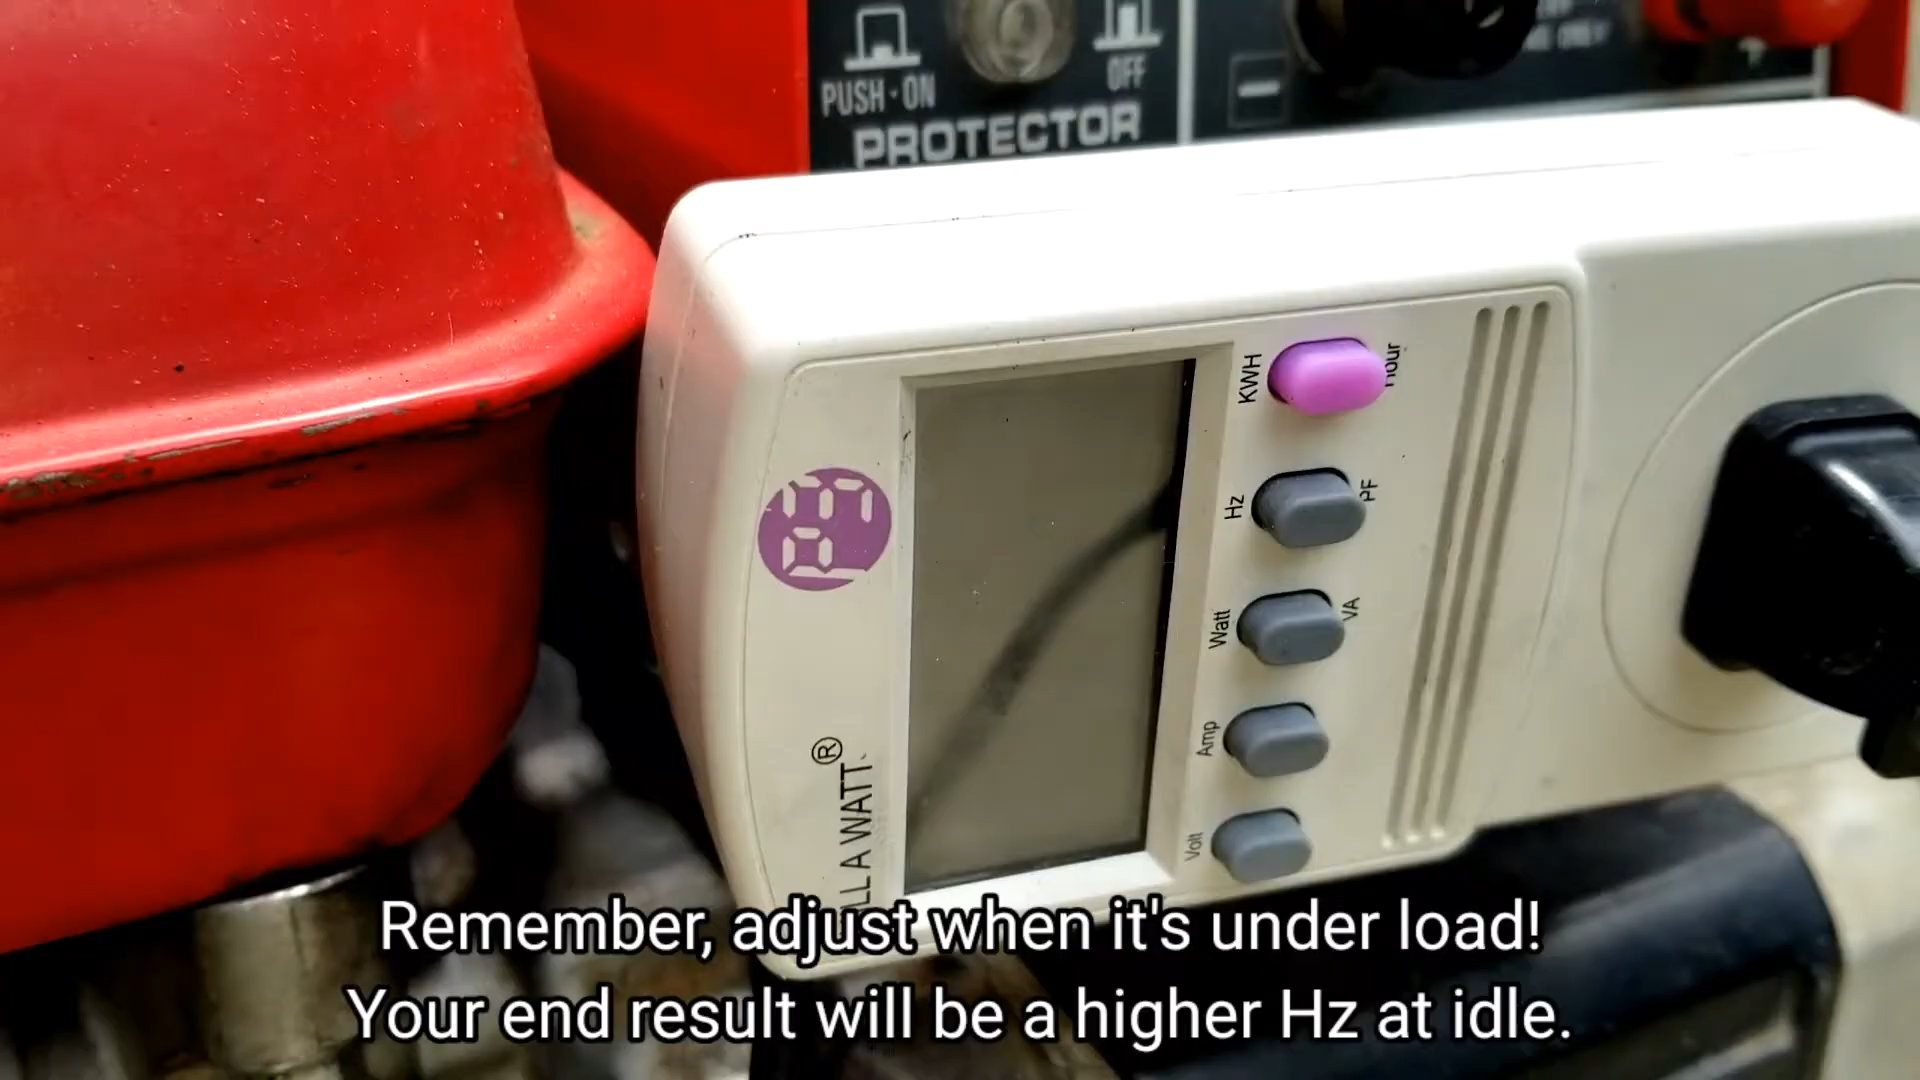 PUSH·ON
OFF
PROTECTOR
KWH
Hour
Hz
PF
Watt
VA
Amp
Volt
A WATT®
Remember, adjust when it's under load!
Your end result will be a higher Hz at idle.